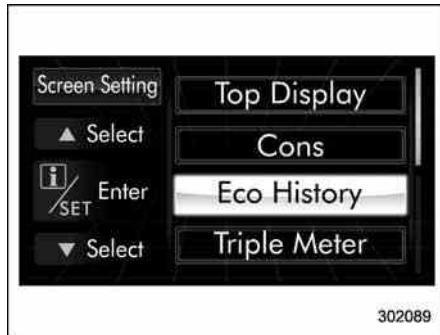 Screen Setting
▲ Select
i/SET Enter
▼ Select
Top Display
Cons
Eco History
Triple Meter
302089